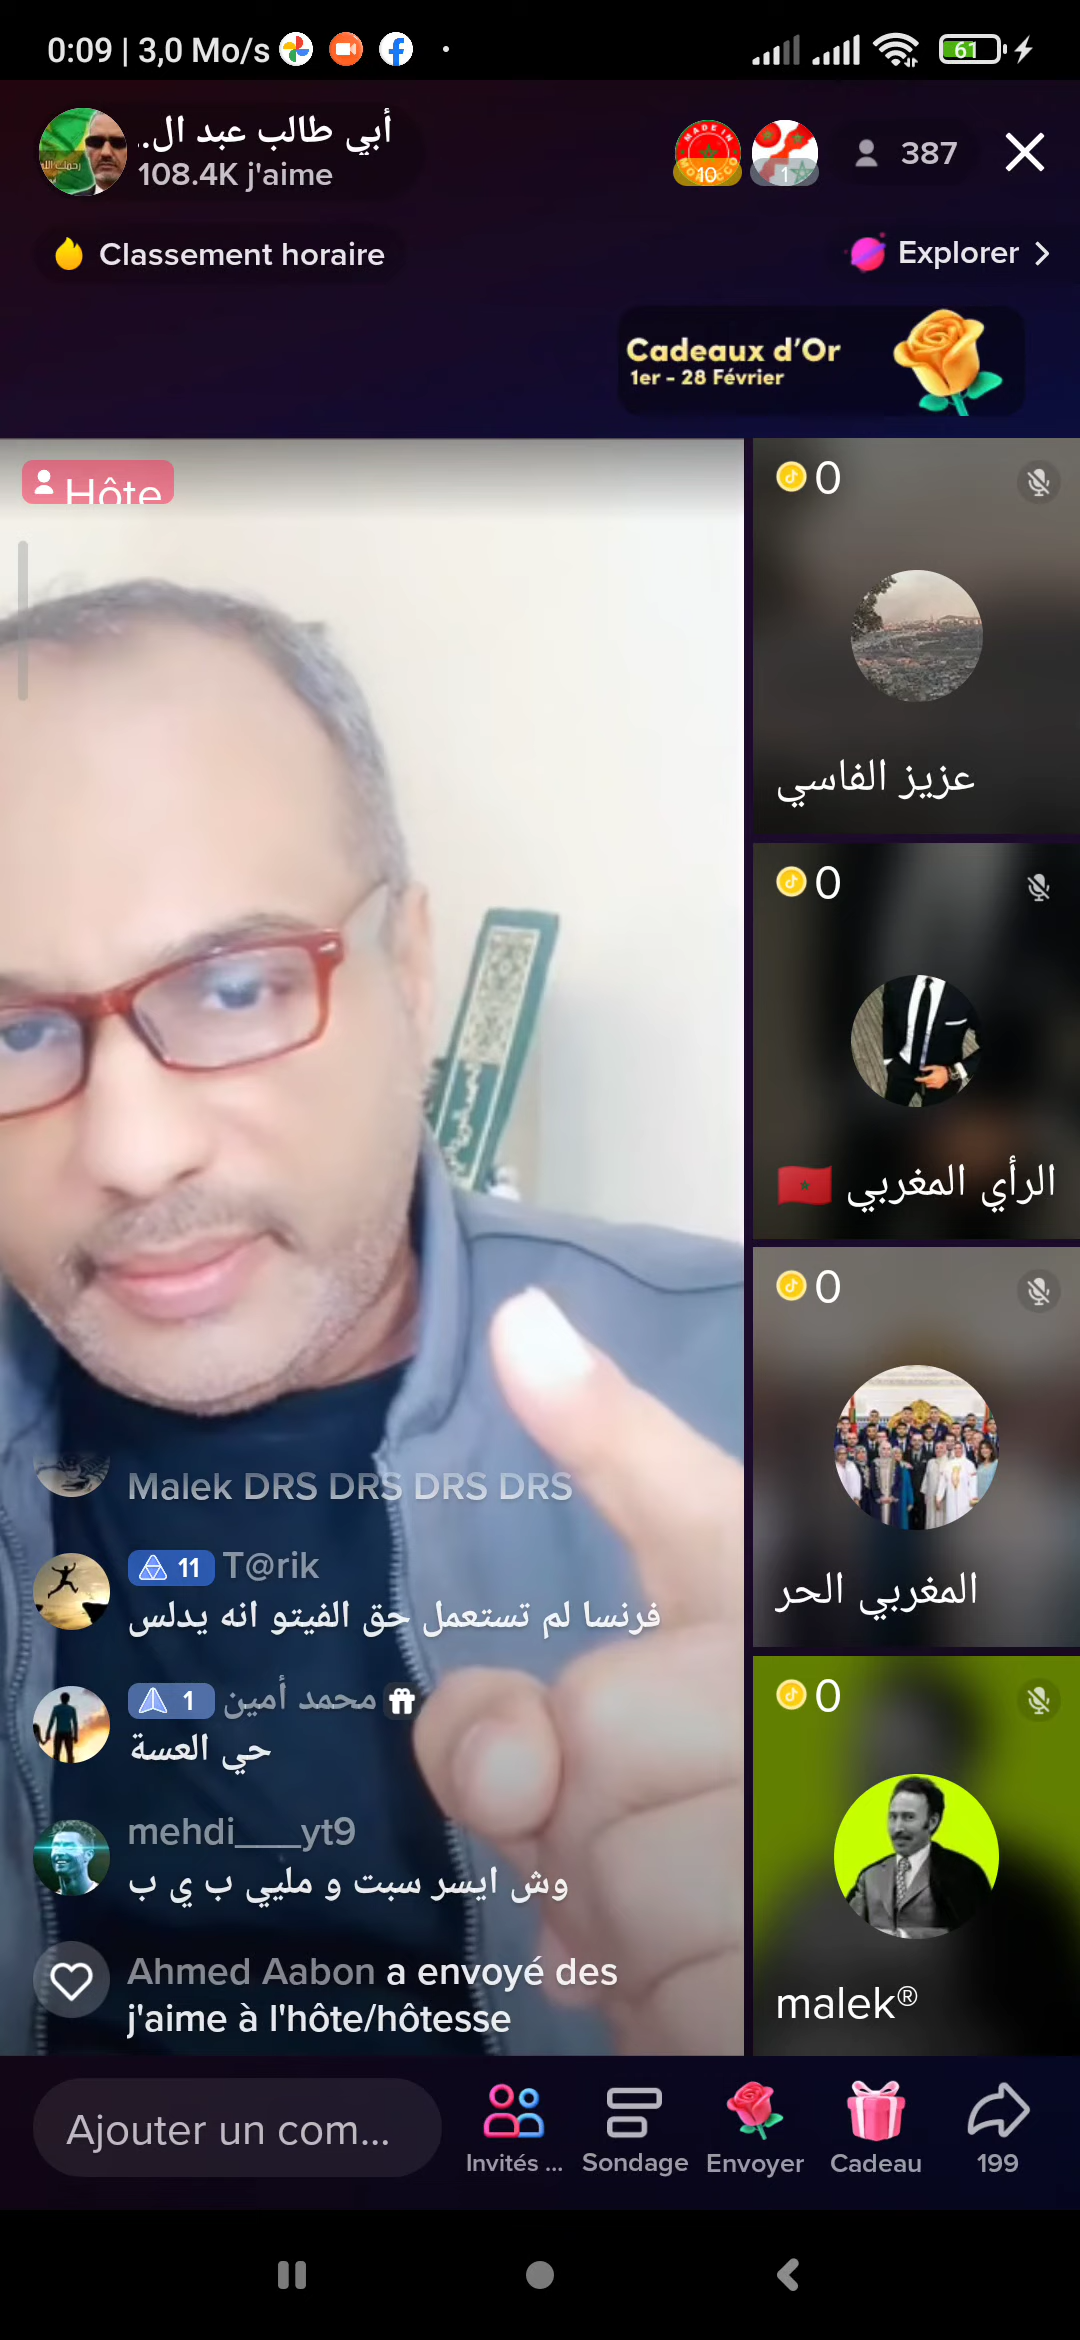 0:09 | 3,0 Mo/s
61
أبي طالب عبد ال..
108.4K j'aime
MADE IN MOROCCO
10
1
387
Classement horaire
Explorer
Cadeaux d'Or
1er - 28 Février
Hôte
0
عزيز الفاسي
0
الرأي المغربي 🇲🇦
0
المغربي الحر
0
malek®
Malek DRS DRS DRS DRS
11 T@rik
فرنسا لم تستعمل حق الفيتو انه يدلس
1 محمد أمين
حي العسة
mehdi___yt9
وش ايسر سبت و مليي ب ي ب
Ahmed Aabon a envoyé des
j'aime à l'hôte/hôtesse
Ajouter un com...
Invités ...
Sondage
Envoyer
Cadeau
199